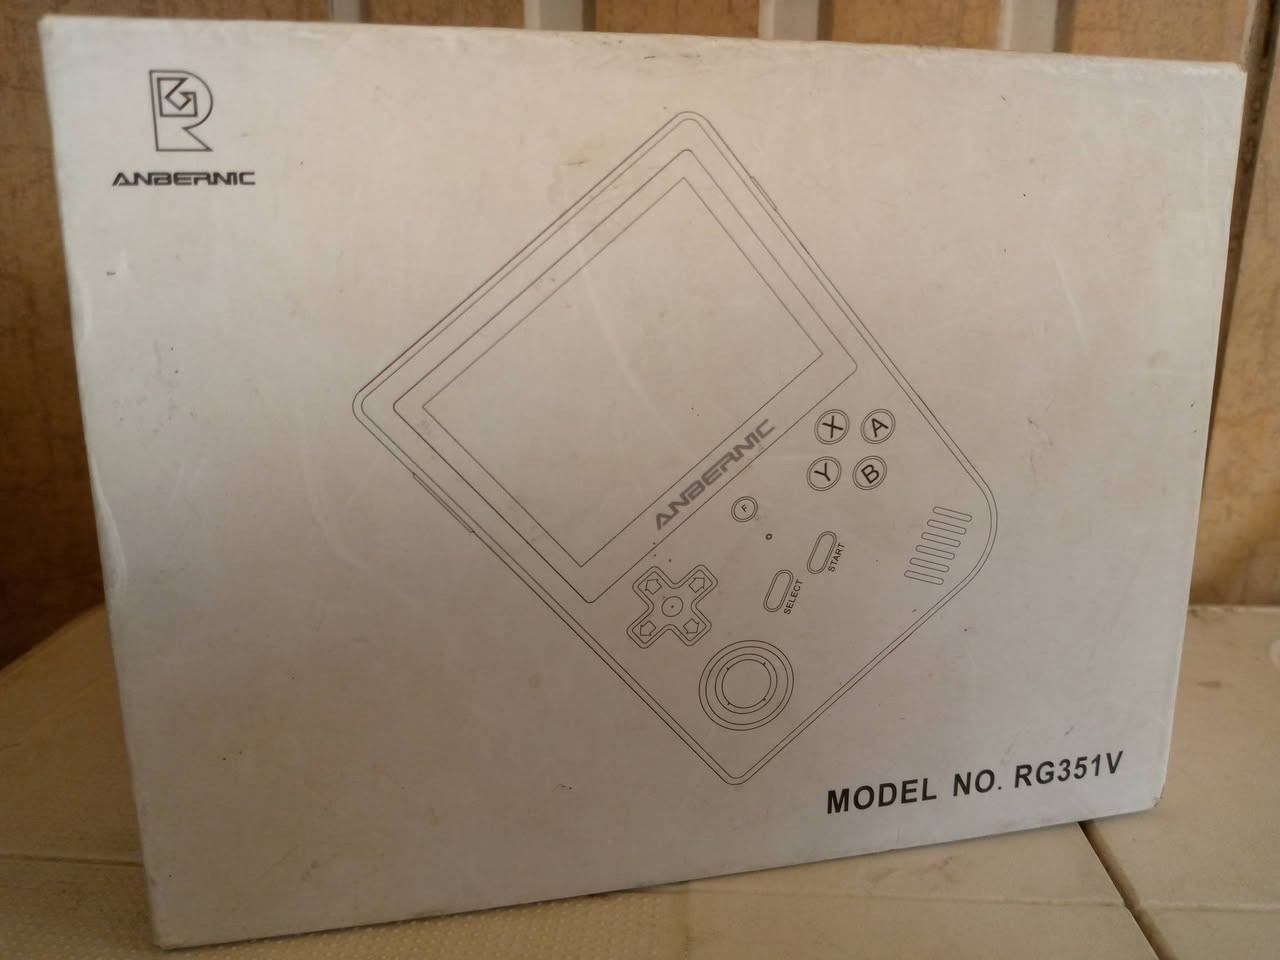 ANBERNIC
ANBERNIC
X
A
Y
B
F
START
SELECT
MODEL NO. RG351V